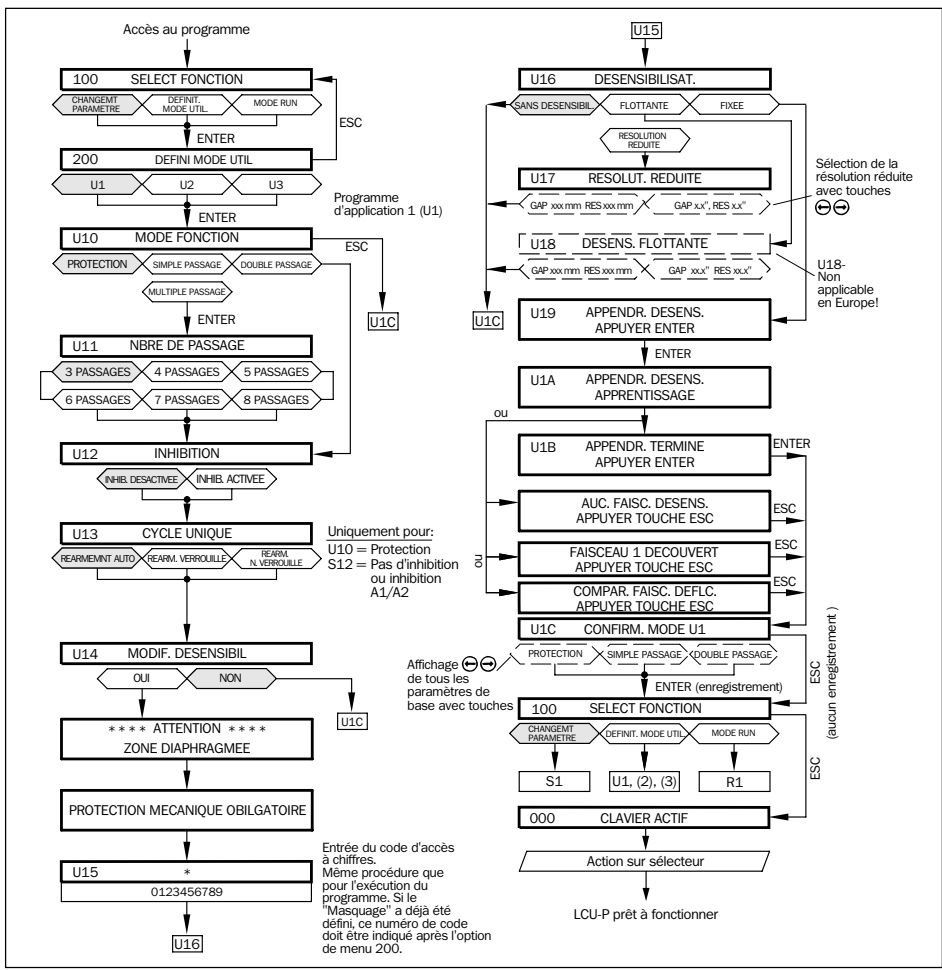 Accès au programme
100 SELECT FONCTION
CHANGEMT PARAMETRE
DEFINIT. MODE UTIL.
MODE RUN
ESC
ENTER
200 DEFINI MODE UTIL
U1
U2
U3
Programme
d'application 1 (U1)
ENTER
U10 MODE FONCTION
ESC
PROTECTION
SIMPLE PASSAGE
DOUBLE PASSAGE
MULTIPLE PASSAGE
ENTER
U1C
U11 NBRE DE PASSAGE
3 PASSAGES
4 PASSAGES
5 PASSAGES
6 PASSAGES
7 PASSAGES
8 PASSAGES
U12 INHIBITION
INHIB. DESACTIVEE
INHIB. ACTIVEE
U13 CYCLE UNIQUE
REARMEMNT AUTO
REARM. VERROUILLE
REARM.
N. VERROUILLE
Uniquement pour:
U10 = Protection
S12 = Pas d'inhibition
ou inhibition
A1/A2
U14 MODIF. DESENSIBIL
OUI
NON
U1C
* * * * ATTENTION * * * *
ZONE DIAPHRAGMEE
PROTECTION MECANIQUE OBILGATOIRE
U15 *
0123456789
U16
Entrée du code d'accès
à chiffres.
Même procédure que
pour l'exécution du
programme. Si le
"Masquage" a déjà été
défini, ce numéro de code
doit être indiqué après l'option
de menu 200.
U15
U16 DESENSIBILISAT.
SANS DESENSIBIL.
FLOTTANTE
FIXEE
RESOLUTION
REDUITE
U17 RESOLUT. REDUITE
GAP xxx mm RES xxx mm
GAP x.x", RES x.x"
Sélection de la
résolution réduite
avec touches
U18 DESENS. FLOTTANTE
GAP xx mm RES xxx mm
GAP xx.x" RES xx.x"
U18-
Non
applicable
en Europe!
U1C
U19 APPENDR. DESENS.
APPUYER ENTER
ENTER
U1A APPENDR. DESENS.
APPRENTISSAGE
ou
U1B APPENDR. TERMINE
APPUYER ENTER
ENTER
AUC. FAISC. DESENS.
APPUYER TOUCHE ESC
ESC
ou
FAISCEAU 1 DECOUVERT
APPUYER TOUCHE ESC
ESC
COMPAR. FAISC. DEFLC.
APPUYER TOUCHE ESC
ESC
U1C CONFIRM. MODE U1
PROTECTION
SIMPLE PASSAGE
DOUBLE PASSAGE
Affichage
de tous les
paramètres de
base avec touches
ENTER (enregistrement)
ESC
(aucun enregistrement )
100 SELECT FONCTION
CHANGEMT
PARAMETRE
DEFINIT. MODE UTIL.
MODE RUN
S1
U1, (2), (3)
R1
ESC
000 CLAVIER ACTIF
Action sur sélecteur
LCU-P prêt à fonctionner